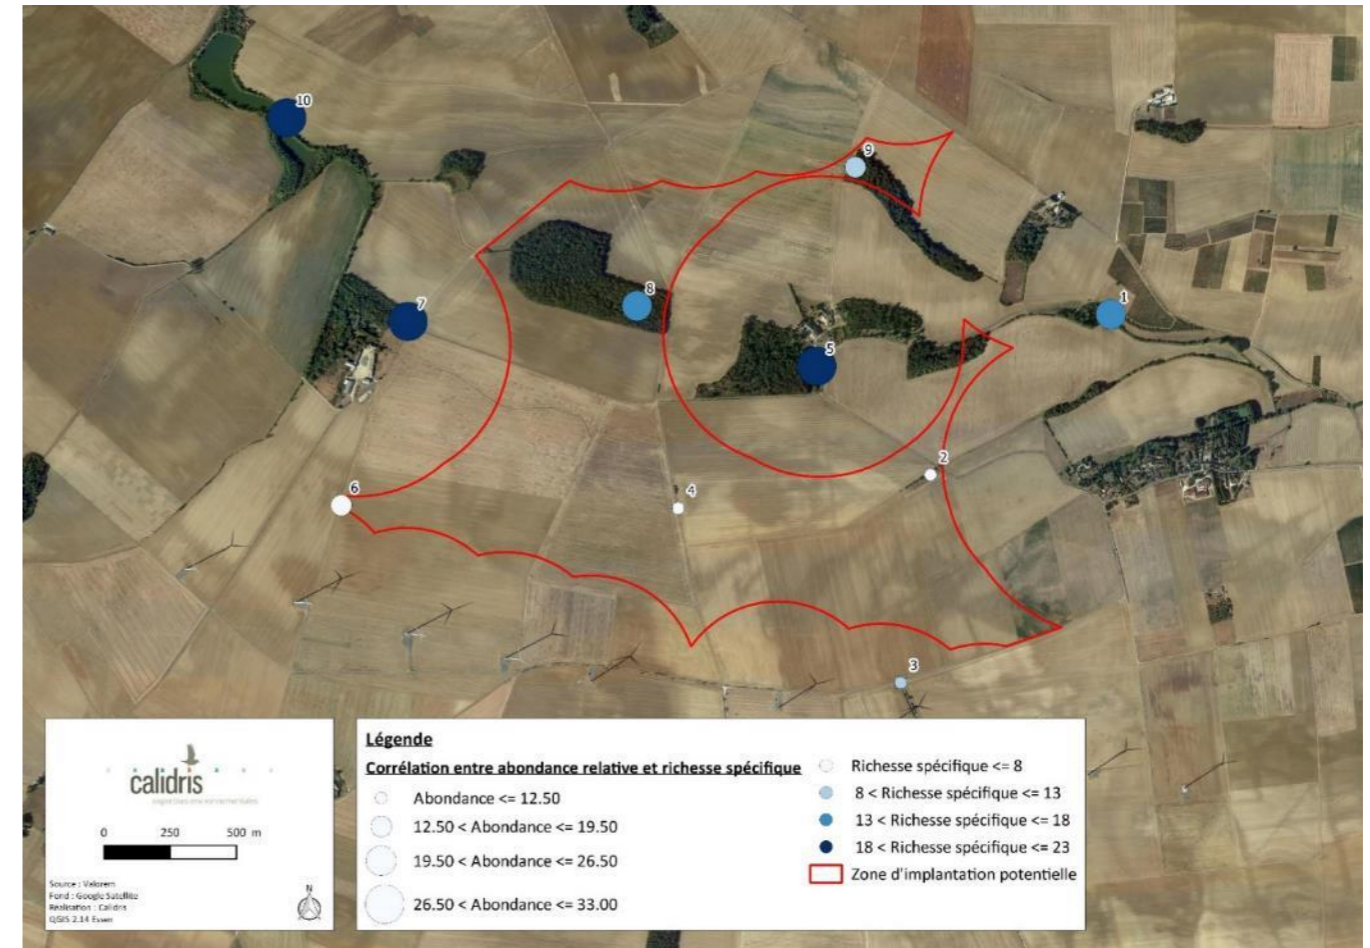 10
9
8
1
7
5
2
6
4
3
calidris
0 250 500 m
Source : Valorem
Fond : Google Satellite
Réalisation : Calidris
QGIS 2.14 Essen
N
Légende
Corrélation entre abondance relative et richesse spécifique
Abondance <= 12.50
12.50 < Abondance <= 19.50
19.50 < Abondance <= 26.50
26.50 < Abondance <= 33.00
Richesse spécifique <= 8
8 < Richesse spécifique <= 13
13 < Richesse spécifique <= 18
18 < Richesse spécifique <= 23
Zone d'implantation potentielle